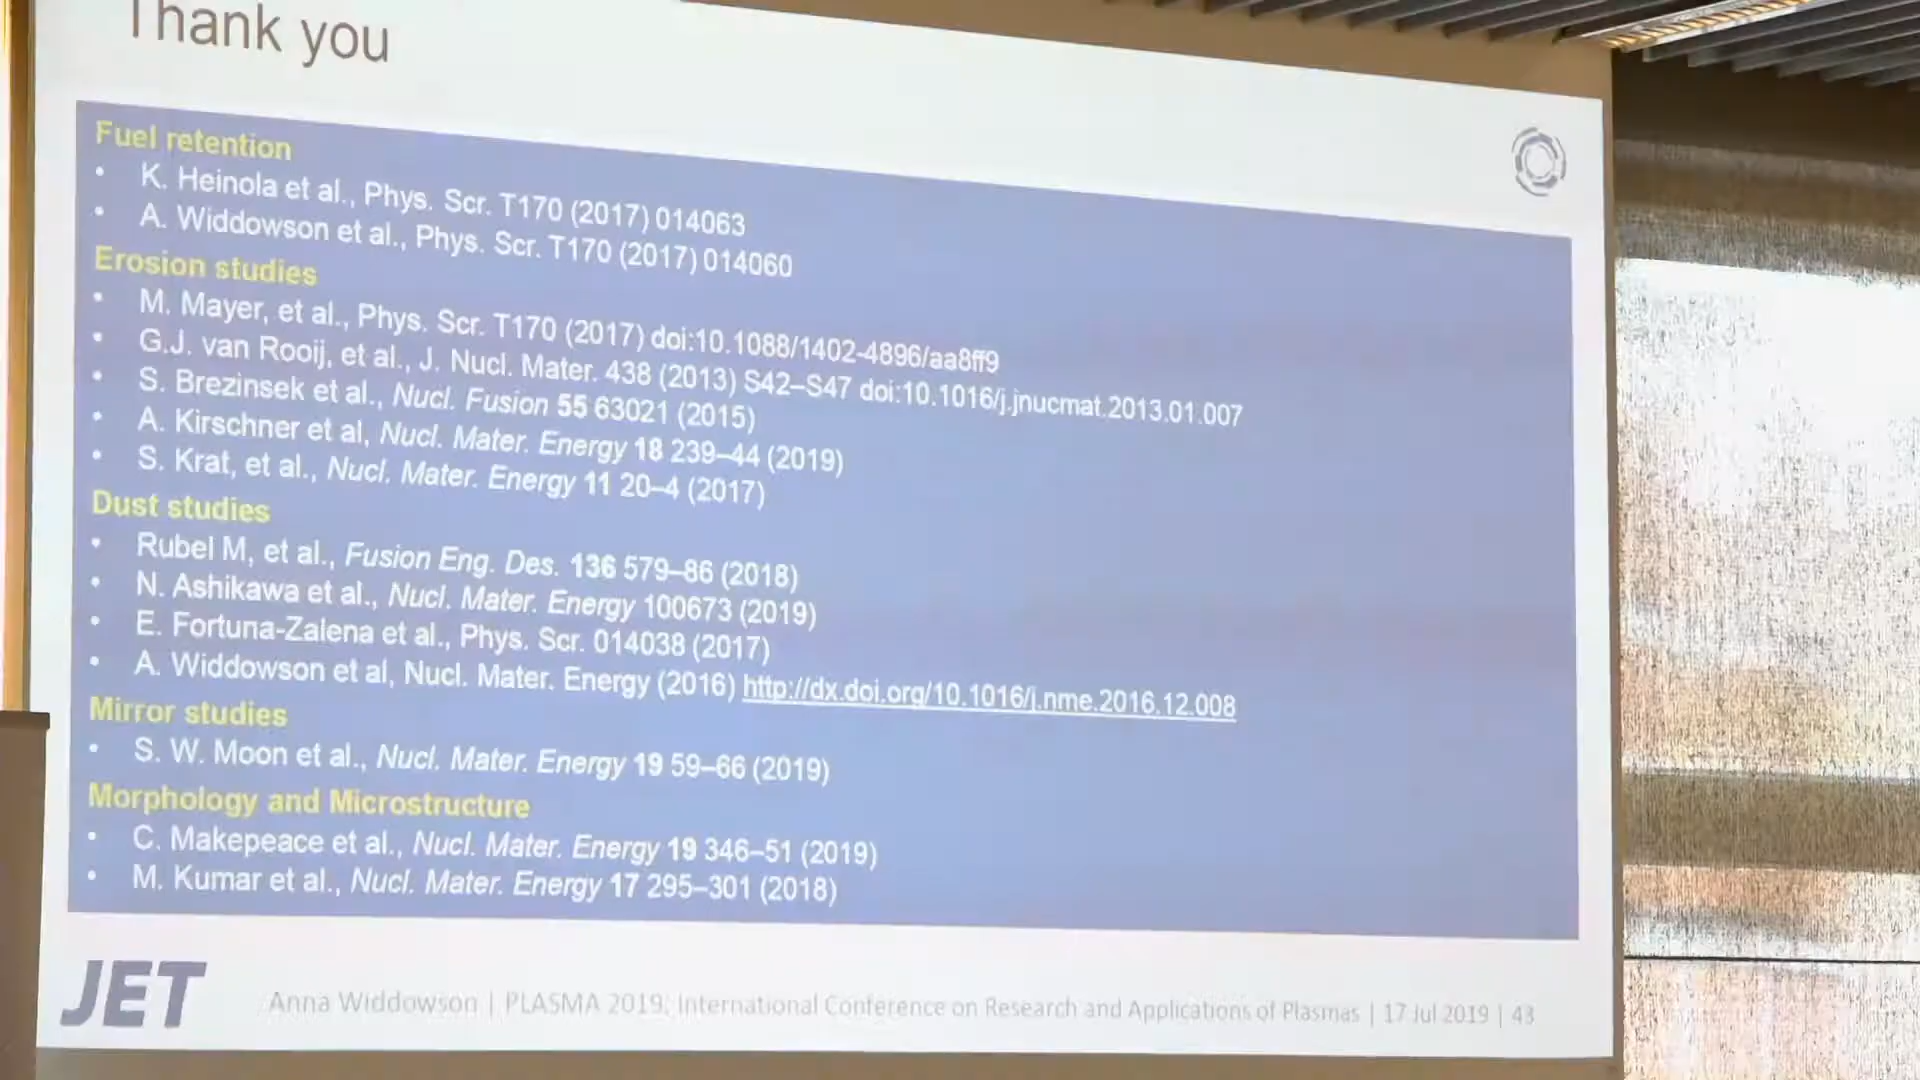 Thank you
Fuel retention
• K. Heinola et al., Phys. Scr. T170 (2017) 014063
• A. Widdowson et al., Phys. Scr. T170 (2017) 014060
Erosion studies
• M. Mayer, et al., Phys. Scr. T170 (2017) doi:10.1088/1402-4896/aa8ff9
• G.J. van Rooij, et al., J. Nucl. Mater. 438 (2013) S42–S47 doi:10.1016/j.jnucmat.2013.01.007
• S. Brezinsek et al., Nucl. Fusion 55 63021 (2015)
• A. Kirschner et al, Nucl. Mater. Energy 18 239–44 (2019)
• S. Krat, et al., Nucl. Mater. Energy 11 20–4 (2017)
Dust studies
• Rubel M, et al., Fusion Eng. Des. 136 579–86 (2018)
• N. Ashikawa et al., Nucl. Mater. Energy 100673 (2019)
• E. Fortuna-Zalena et al., Phys. Scr. 014038 (2017)
• A. Widdowson et al, Nucl. Mater. Energy (2016) http://dx.doi.org/10.1016/j.nme.2016.12.008
Mirror studies
• S. W. Moon et al., Nucl. Mater. Energy 19 59–66 (2019)
Morphology and Microstructure
• C. Makepeace et al., Nucl. Mater. Energy 19 346–51 (2019)
• M. Kumar et al., Nucl. Mater. Energy 17 295–301 (2018)
JET
Anna Widdowson | PLASMA 2019; International Conference on Research and Applications of Plasmas | 17 Jul 2019 | 43